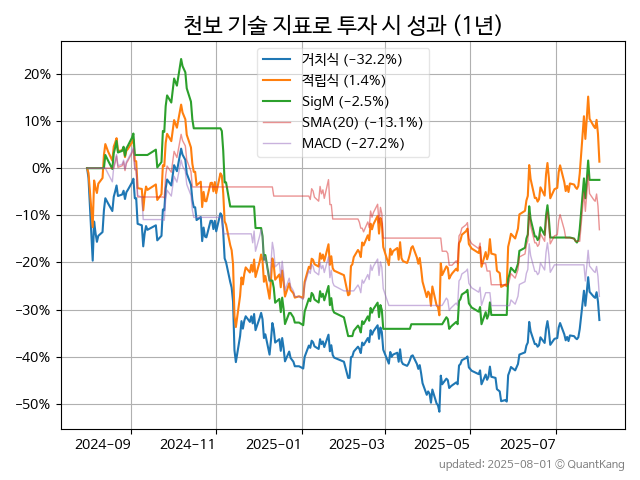 천보 기술 지표로 투자 시 성과 (1년)
거치식 (−32.2%)
적립식 (1.4%)
SigM (−2.5%)
SMA(20) (−13.1%)
MACD (−27.2%)
20%
10%
0%
−10%
−20%
−30%
−40%
−50%
2024−09
2024−11
2025−01
2025−03
2025−05
2025−07
updated: 2025-08-01 © QuantKang